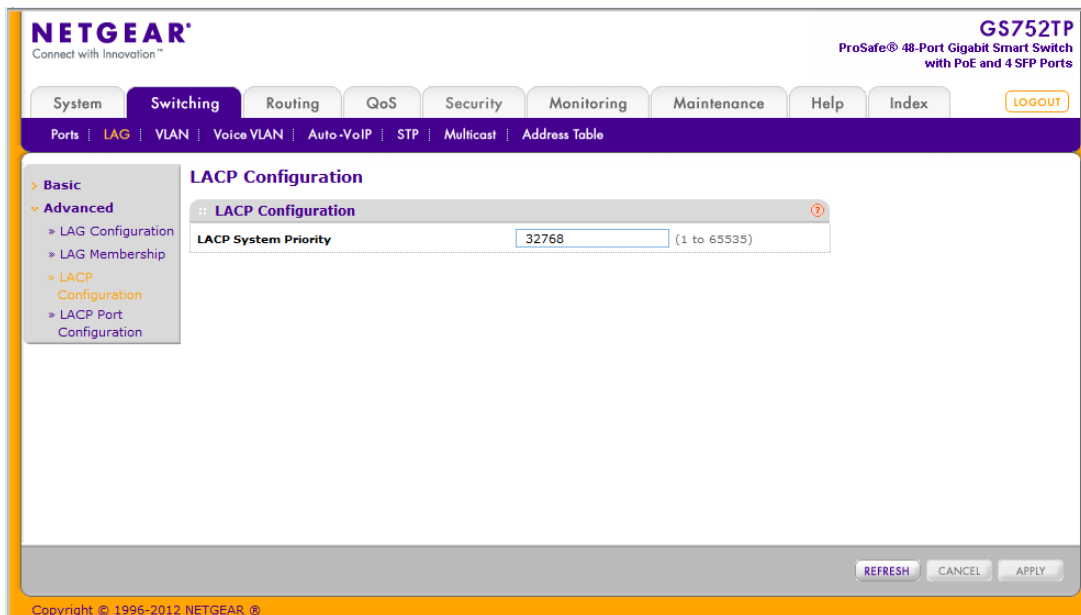 NETGEAR®
Connect with Innovation™
GS752TP
ProSafe® 48-Port Gigabit Smart Switch
with PoE and 4 SFP Ports
System Switching Routing QoS Security Monitoring Maintenance Help Index LOGOUT
Ports | LAG | VLAN | Voice VLAN | Auto-VoIP | STP | Multicast | Address Table
Basic
Advanced
» LAG Configuration
» LAG Membership
» LACP
Configuration
» LACP Port
Configuration
LACP Configuration
:: LACP Configuration ?
LACP System Priority 32768 (1 to 65535)
REFRESH CANCEL APPLY
Copyright © 1996-2012 NETGEAR ®